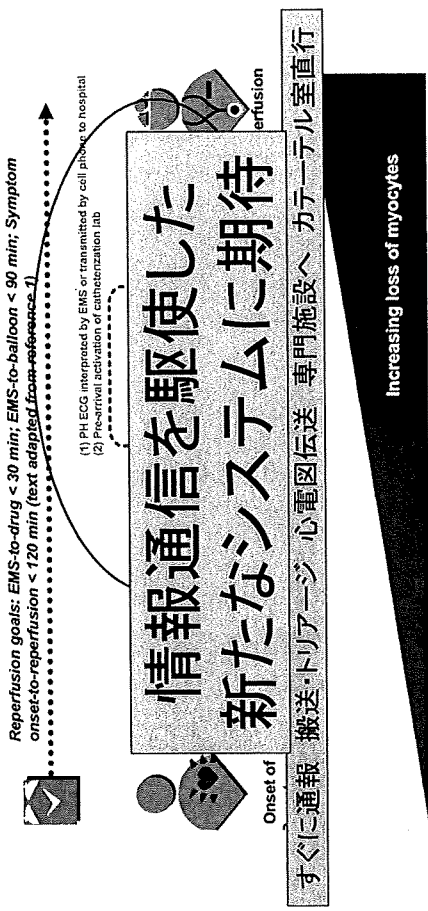 Reperfusion goals: EMS-to-drug < 30 min; EMS-to-balloon < 90 min; Symptom
onset-to-reperfusion < 120 min (text adapted from reference 1)
(1) PH ECG interpreted by EMS or transmitted by cell phone to hospital
(2) Pre-arrival activation of catheterization lab
情報通信を駆使した
新たなシステムに期待
Onset of
erfusion
すぐに通報 搬送・トリアージ 心電図伝送 専門施設へ カテーテル室直行
Increasing loss of myocytes